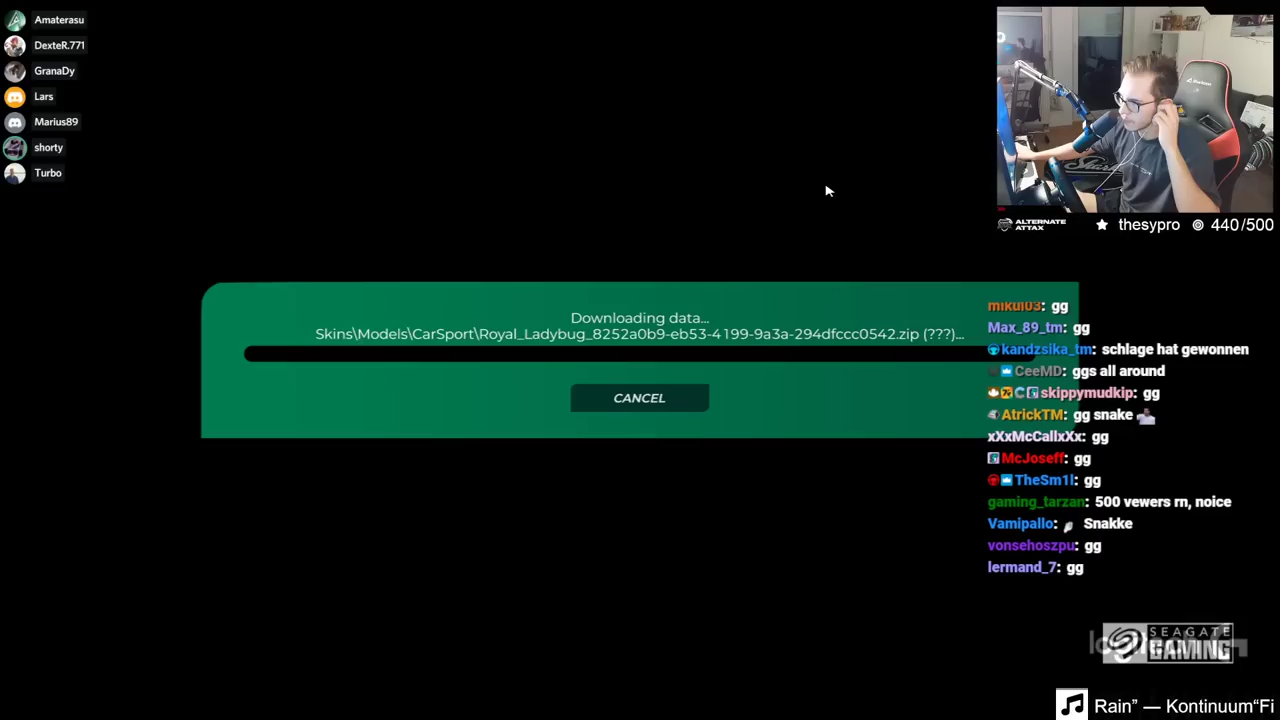 Amaterasu
DexteR.771
GranaDy
Lars
Marius89
shorty
Turbo
ALTERNATE
ATTAX
thesypro
440/500
Downloading data...
Skins\Models\CarSport\Royal_Ladybug_8252a0b9-eb53-4199-9a3a-294dfccc0542.zip (???)...
CANCEL
mikul03: gg
Max_89_tm: gg
kandzsika_tm: schlage hat gewonnen
CeeMD: ggs all around
skippymudkip: gg
AtrickTM: gg snake
xXxMcCallxXx: gg
McJoseff: gg
TheSm1l: gg
gaming_tarzan: 500 vewers rn, noice
Vamipallo: Snakke
vonsehoszpu: gg
lermand_7: gg
SEAGATE
GAMING
Rain” — Kontinuum“Fi